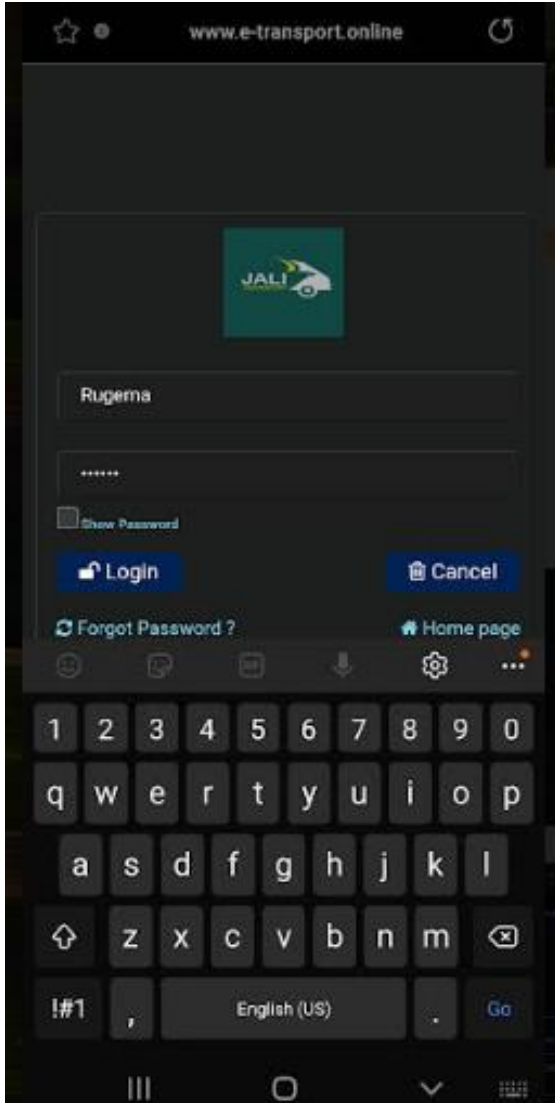 www.e-transport.online
JALI
Rugema
••••••
Show Password
Login
Cancel
Forgot Password ?
Home page
GIF
1 2 3 4 5 6 7 8 9 0
q w e r t y u i o p
a s d f g h j k l
z x c v b n m
!#1 , English (US) . Go